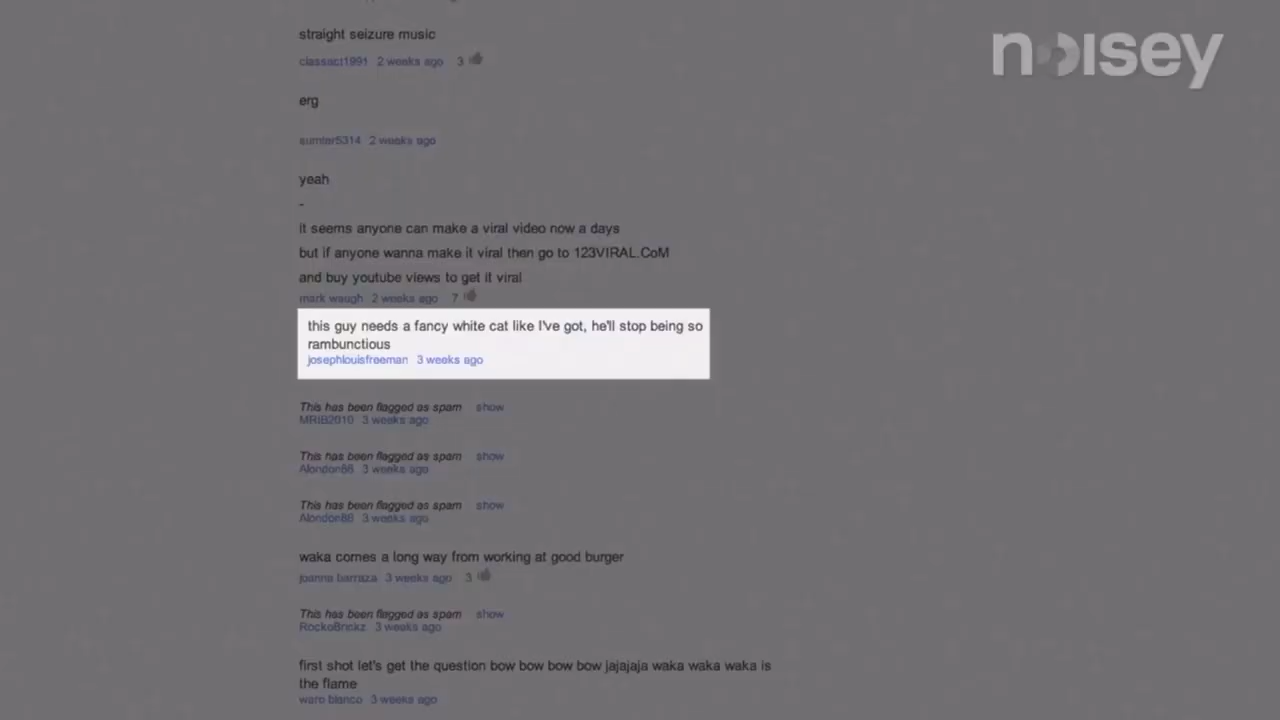 noisey
straight seizure music
classact1991 2 weeks ago 3
erg
sumter5314 2 weeks ago
yeah
-
it seems anyone can make a viral video now a days
but if anyone wanna make it viral then go to 123VIRAL.CoM
and buy youtube views to get it viral
mark waugh 2 weeks ago 7
this guy needs a fancy white cat like I've got, he'll stop being so
rambunctious
josephlouisfreeman 3 weeks ago
This has been flagged as spam show
MRIB2010 3 weeks ago
This has been flagged as spam show
Alondon86 3 weeks ago
This has been flagged as spam show
Alondon86 3 weeks ago
waka comes a long way from working at good burger
joanna barraza 3 weeks ago 3
This has been flagged as spam show
RockoBrickz 3 weeks ago
first shot let's get the question bow bow bow bow jajajaja waka waka waka is
the flame
waro blanco 3 weeks ago